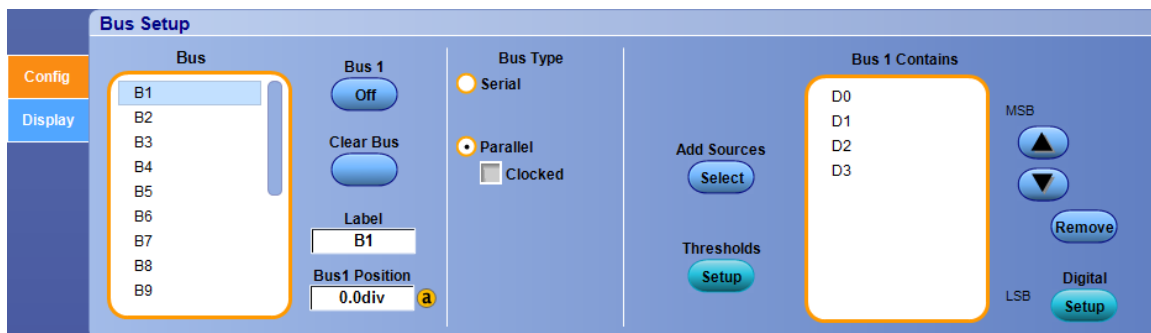 Bus Setup
Config
Display
Bus
B1
B2
B3
B4
B5
B6
B7
B8
B9
Bus 1
Off
Clear Bus
Label
B1
Bus1 Position
0.0div
a
Bus Type
Serial
Parallel
Clocked
Add Sources
Select
Thresholds
Setup
Bus 1 Contains
D0
D1
D2
D3
MSB
Remove
LSB
Digital
Setup